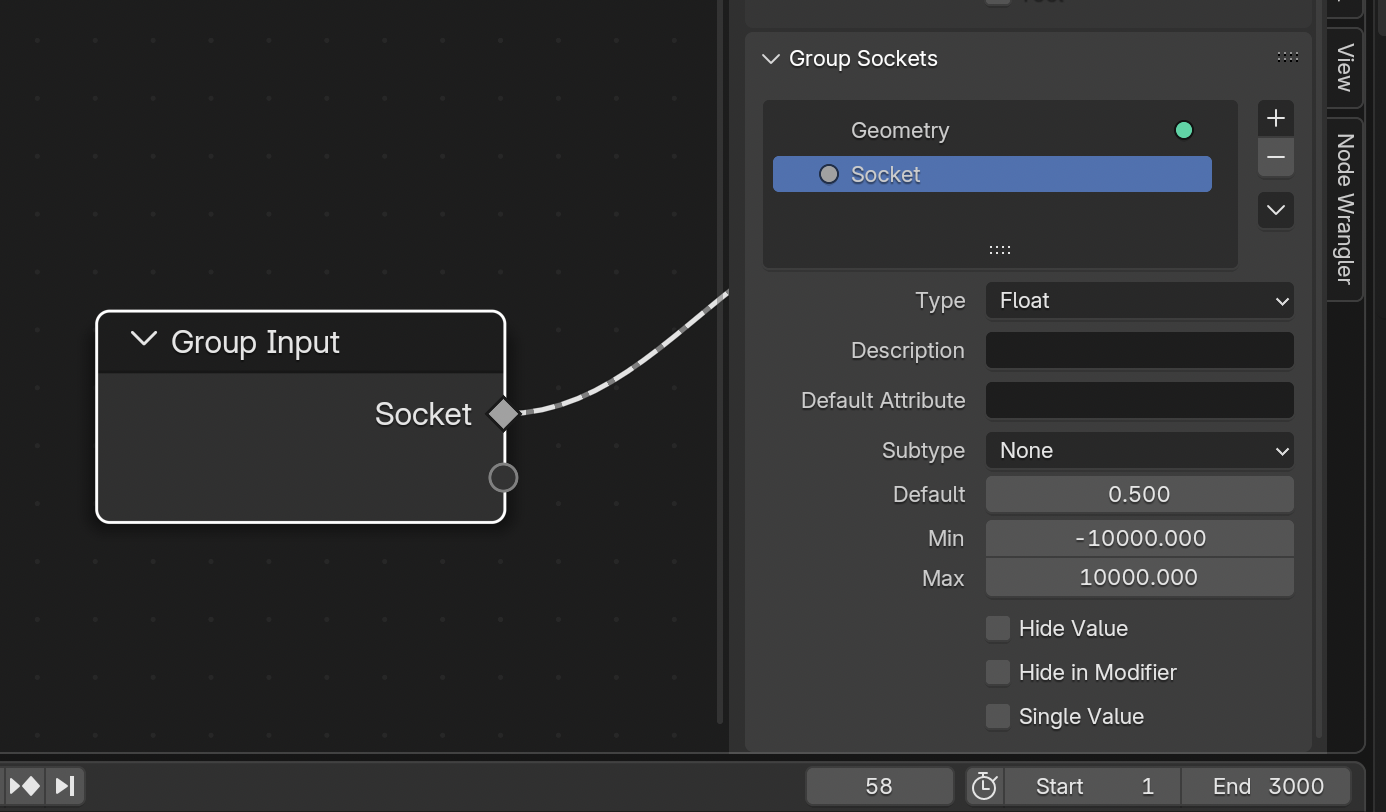 Group Sockets
Geometry
Socket
View
Node Wrangler
Group Input
Socket
Type Float
Description
Default Attribute
Subtype None
Default 0.500
Min -10000.000
Max 10000.000
Hide Value
Hide in Modifier
Single Value
58 Start 1 End 3000